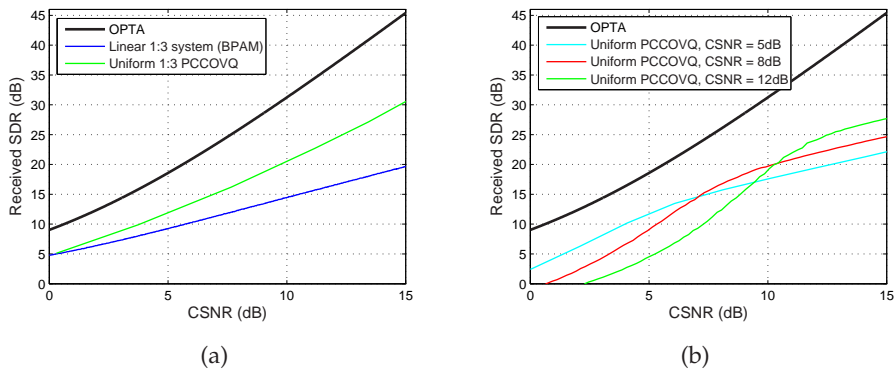 45
40
35
30
25
20
15
10
5
0
Received SDR (dB)
OPTA
Linear 1:3 system (BPAM)
Uniform 1:3 PCCOVQ
0 5 10 15
CSNR (dB)
(a)
45
40
35
30
25
20
15
10
5
0
Received SDR (dB)
OPTA
Uniform PCCOVQ, CSNR = 5dB
Uniform PCCOVQ, CSNR = 8dB
Uniform PCCOVQ, CSNR = 12dB
0 5 10 15
CSNR (dB)
(b)